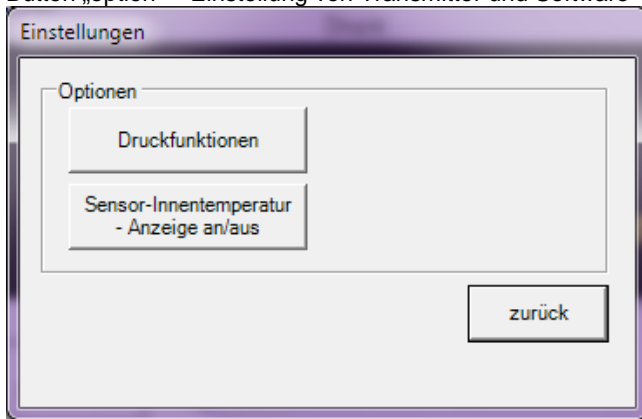 Button „option“ – Einstellung von Transmitter und Software
Einstellungen
Optionen
Druckfunktionen
Sensor-Innentemperatur
- Anzeige an/aus
zurück